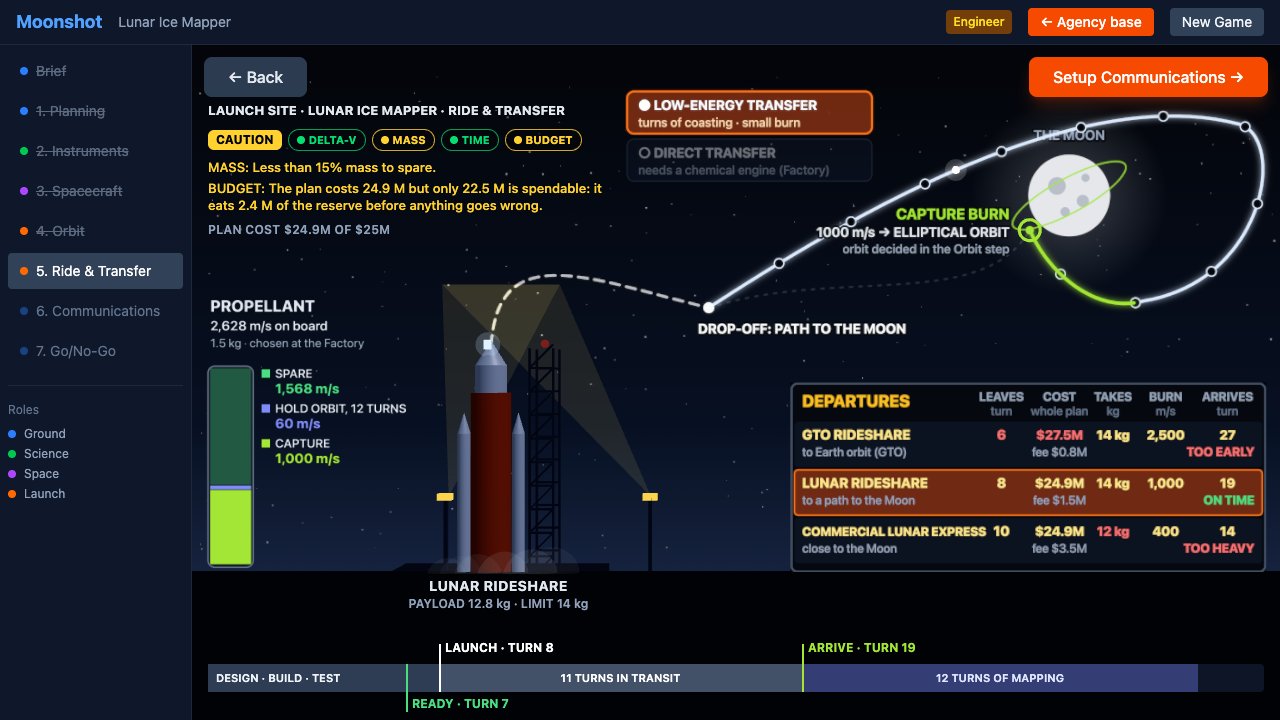 Moonshot Lunar Ice Mapper
Engineer
← Agency base
New Game
Brief
1. Planning
2. Instruments
3. Spacecraft
4. Orbit
5. Ride & Transfer
6. Communications
7. Go/No-Go
Roles
Ground
Science
Space
Launch
← Back
Setup Communications →
LAUNCH SITE · LUNAR ICE MAPPER · RIDE & TRANSFER
CAUTION DELTA-V MASS TIME BUDGET
MASS: Less than 15% mass to spare.
BUDGET: The plan costs 24.9 M but only 22.5 M is spendable: it
eats 2.4 M of the reserve before anything goes wrong.
PLAN COST $24.9M OF $25M
LOW-ENERGY TRANSFER
turns of coasting · small burn
DIRECT TRANSFER
needs a chemical engine (Factory)
THE MOON
CAPTURE BURN
1000 m/s → ELLIPTICAL ORBIT
orbit decided in the Orbit step
DROP-OFF: PATH TO THE MOON
PROPELLANT
2,628 m/s on board
1.5 kg · chosen at the Factory
SPARE
1,568 m/s
HOLD ORBIT, 12 TURNS
60 m/s
CAPTURE
1,000 m/s
LUNAR RIDESHARE
PAYLOAD 12.8 kg · LIMIT 14 kg
DEPARTURES LEAVES COST TAKES BURN ARRIVES
turn whole plan kg m/s turn
GTO RIDESHARE 6 $27.5M 14 kg 2,500 27
to Earth orbit (GTO) fee $0.8M TOO EARLY
LUNAR RIDESHARE 8 $24.9M 14 kg 1,000 19
to a path to the Moon fee $1.5M ON TIME
COMMERCIAL LUNAR EXPRESS 10 $24.9M 12 kg 400 14
close to the Moon fee $3.5M TOO HEAVY
LAUNCH · TURN 8
ARRIVE · TURN 19
DESIGN · BUILD · TEST
11 TURNS IN TRANSIT
12 TURNS OF MAPPING
READY · TURN 7